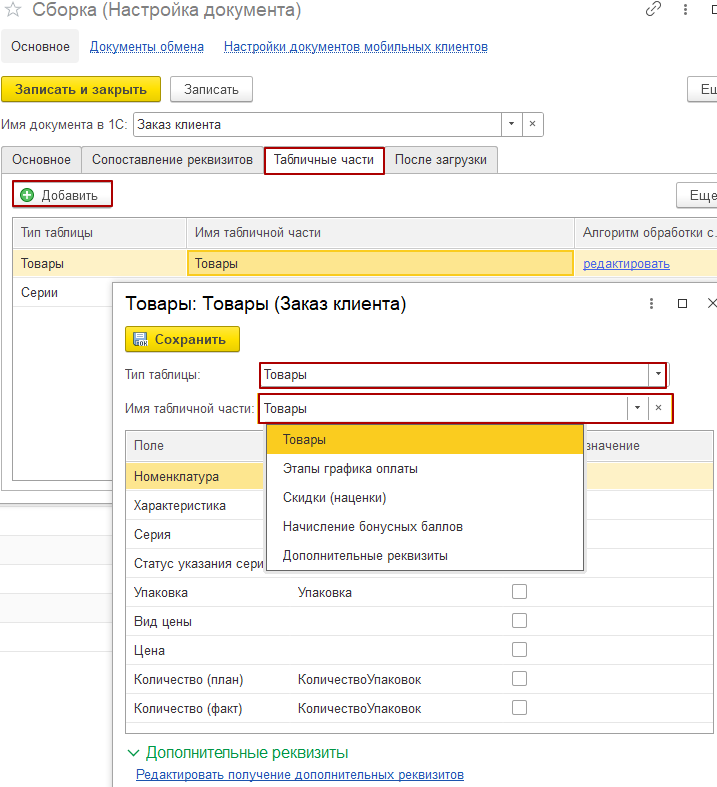 Сборка (Настройка документа)
Основное Документы обмена Настройки документов мобильных клиентов
Записать и закрыть Записать Ещ
Имя документа в 1С: Заказ клиента
Основное Сопоставление реквизитов Табличные части После загрузки
Добавить Еще
Тип таблицы Имя табличной части Алгоритм обработки с.
Товары Товары редактировать
Серии
Товары: Товары (Заказ клиента)
Сохранить
Тип таблицы: Товары
Имя табличной части: Товары
Товары
Этапы графика оплаты
Скидки (наценки)
Начисление бонусных баллов
Дополнительные реквизиты
Поле значение
Номенклатура
Характеристика
Серия
Статус указания сери
Упаковка Упаковка
Вид цены
Цена
Количество (план) КоличествоУпаковок
Количество (факт) КоличествоУпаковок
Дополнительные реквизиты
Редактировать получение дополнительных реквизитов